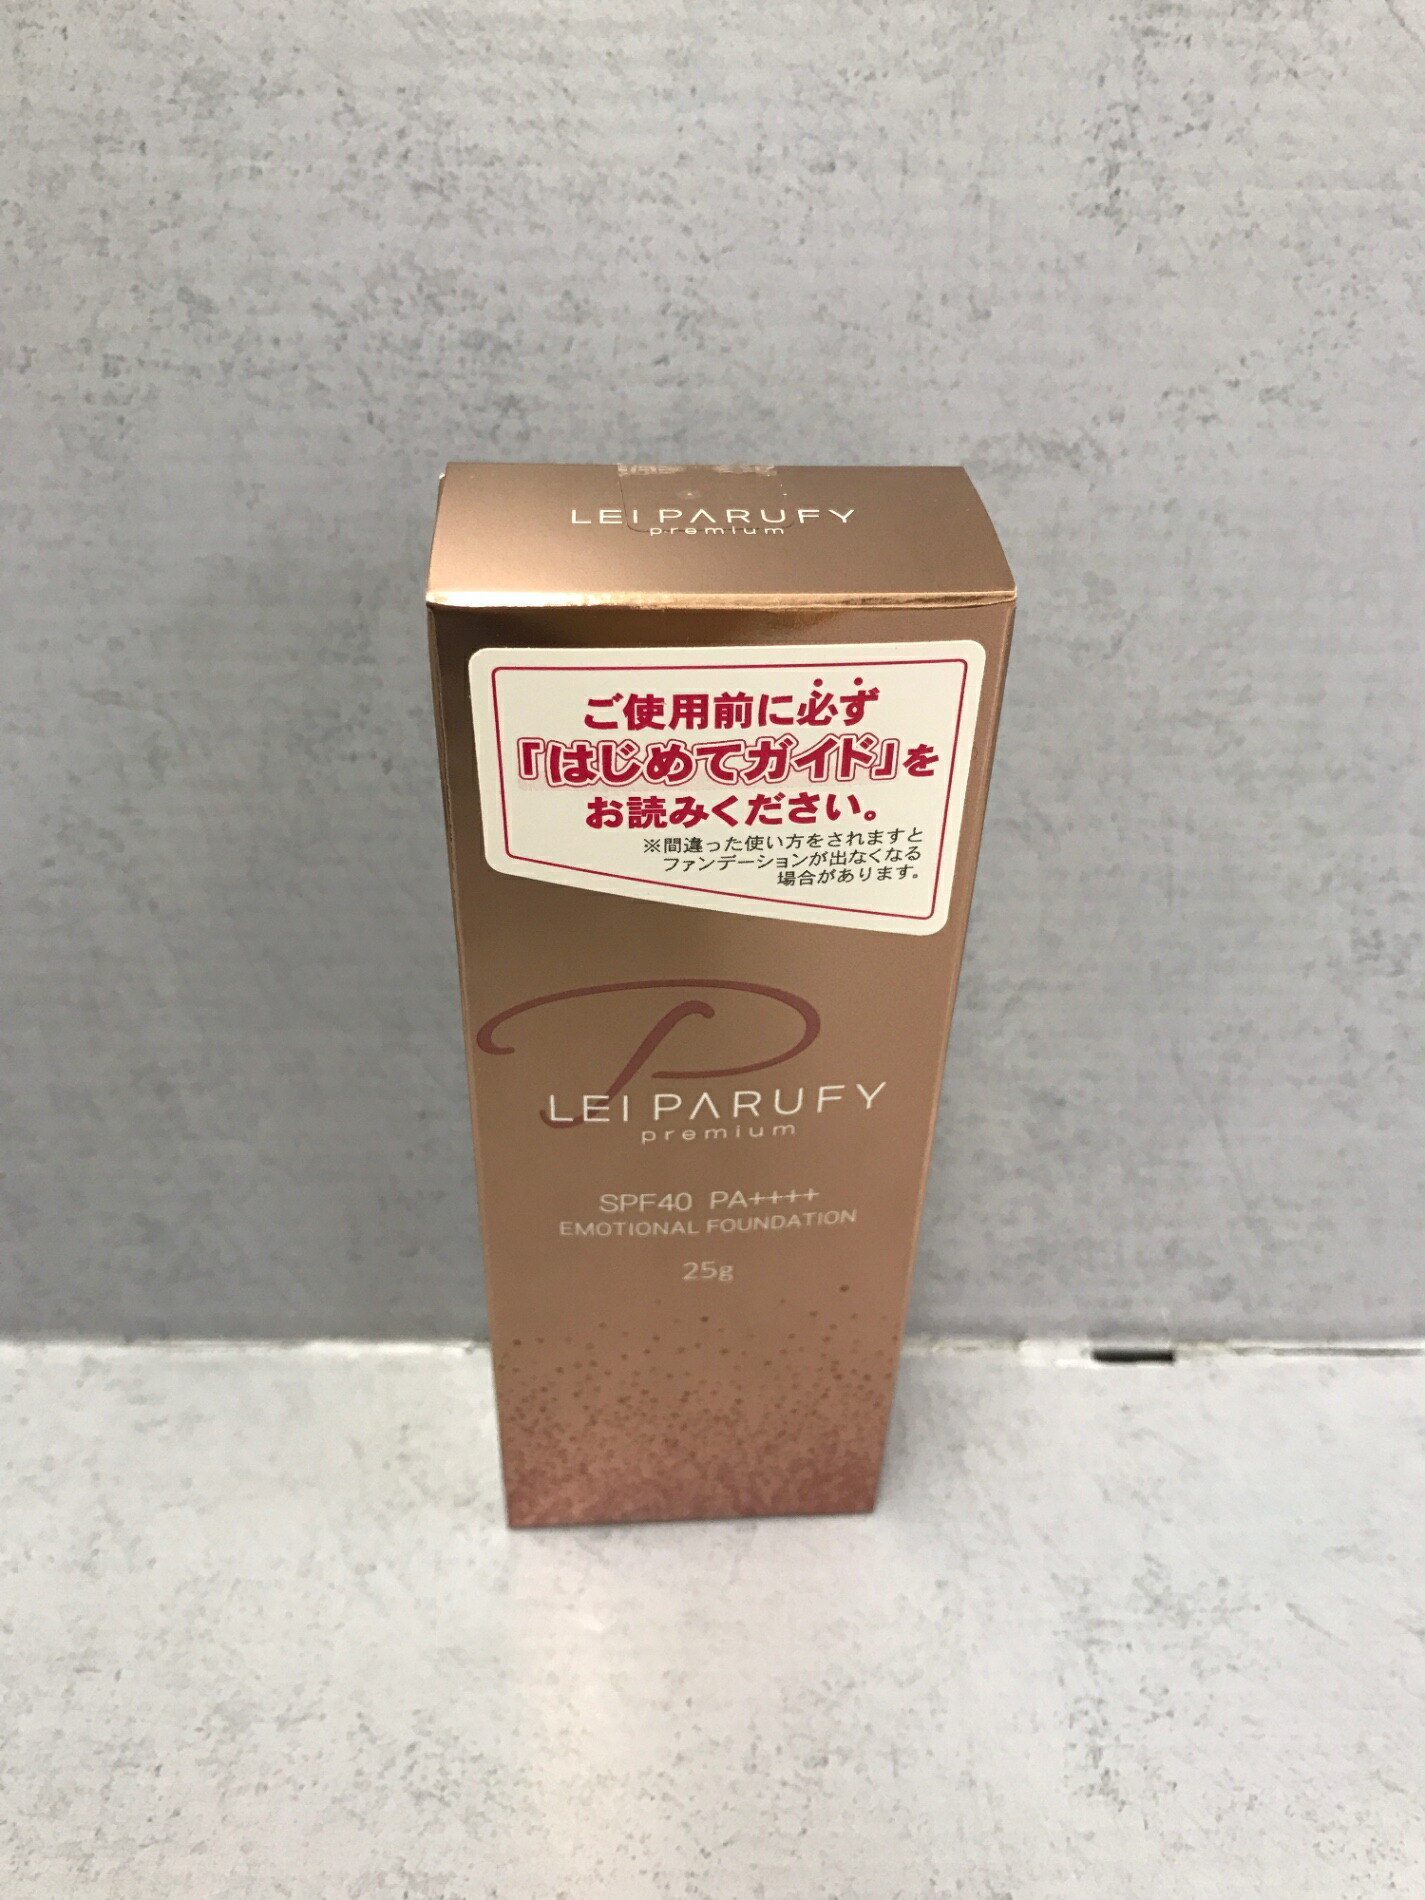 LEI PARUFY
premium
ご使用前に必ず
「はじめてガイド」を
お読みください。
※間違った使い方をされますと
ファンデーションが出なくなる
場合があります。
P
LEI PARUFY
premium
SPF40 PA++++
EMOTIONAL FOUNDATION
25g